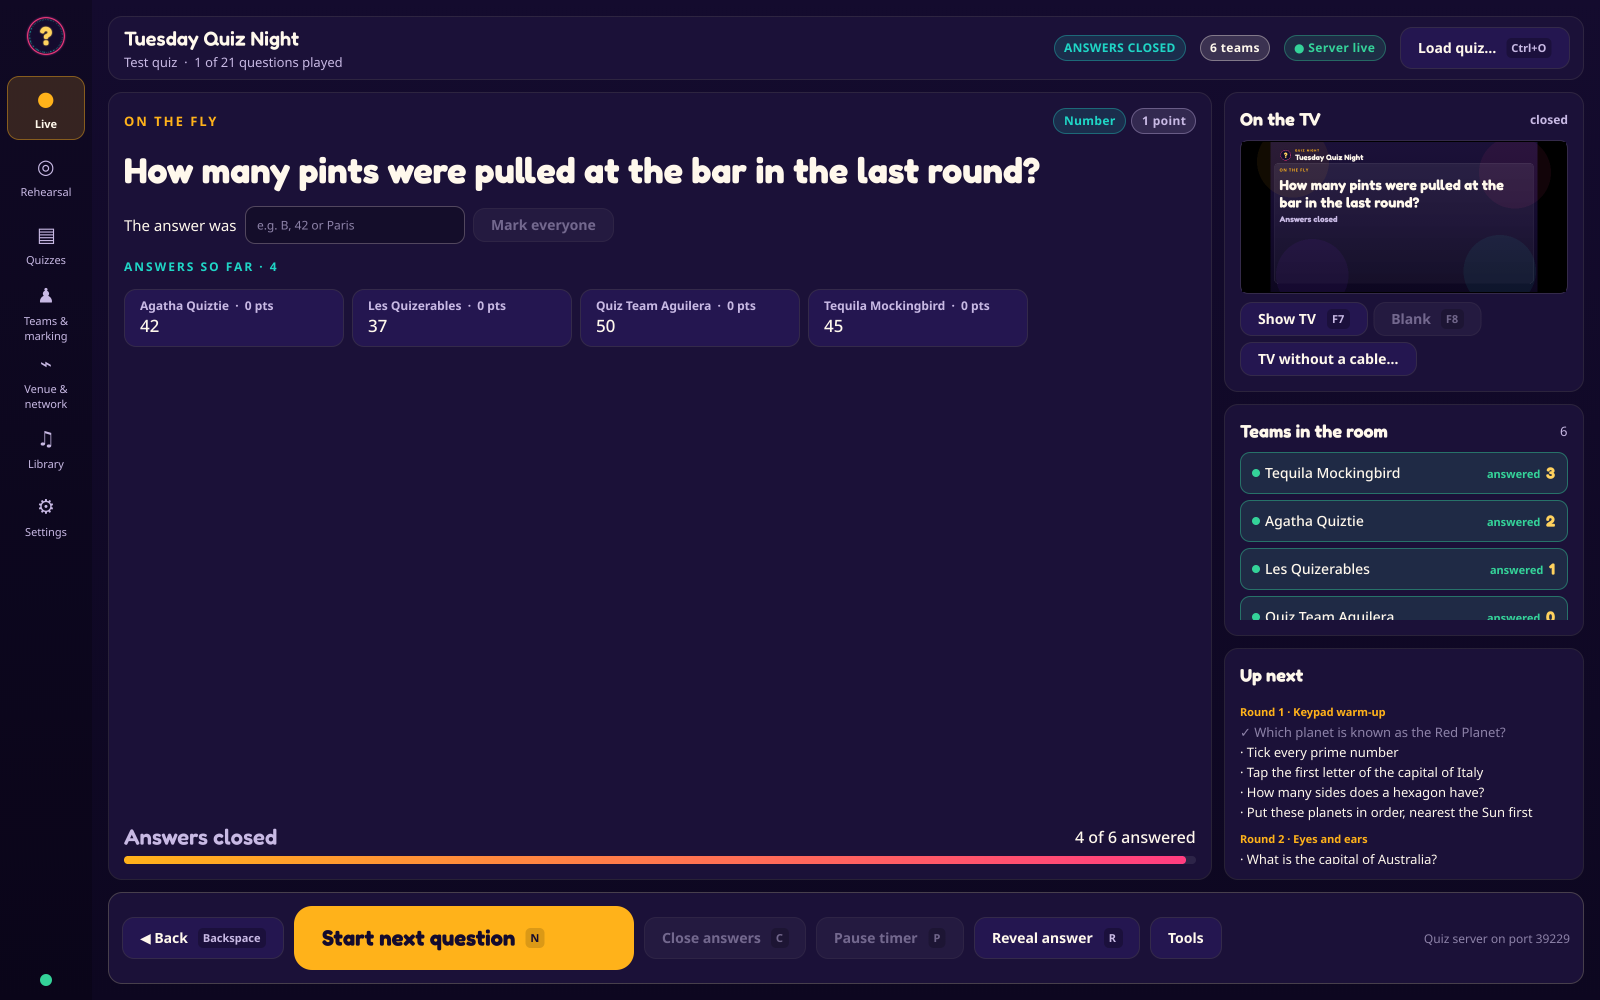 ?
Tuesday Quiz Night
Test quiz · 1 of 21 questions played
ANSWERS CLOSED
6 teams
Server live
Load quiz... Ctrl+O
Live
Rehearsal
Quizzes
Teams & marking
Venue & network
Library
Settings
ON THE FLY
Number
1 point
How many pints were pulled at the bar in the last round?
The answer was
e.g. B, 42 or Paris
Mark everyone
ANSWERS SO FAR · 4
Agatha Quiztie · 0 pts
42
Les Quizerables · 0 pts
37
Quiz Team Aguilera · 0 pts
50
Tequila Mockingbird · 0 pts
45
Answers closed
4 of 6 answered
On the TV
closed
QUIZ NIGHT
Tuesday Quiz Night
ON THE FLY
How many pints were pulled at the
bar in the last round?
Answers closed
Show TV F7
Blank F8
TV without a cable...
Teams in the room
6
Tequila Mockingbird answered 3
Agatha Quiztie answered 2
Les Quizerables answered 1
Quiz Team Aguilera answered 0
Up next
Round 1 · Keypad warm-up
✓ Which planet is known as the Red Planet?
· Tick every prime number
· Tap the first letter of the capital of Italy
· How many sides does a hexagon have?
· Put these planets in order, nearest the Sun first
Round 2 · Eyes and ears
· What is the capital of Australia?
◀ Back Backspace
Start next question N
Close answers C
Pause timer P
Reveal answer R
Tools
Quiz server on port 39229